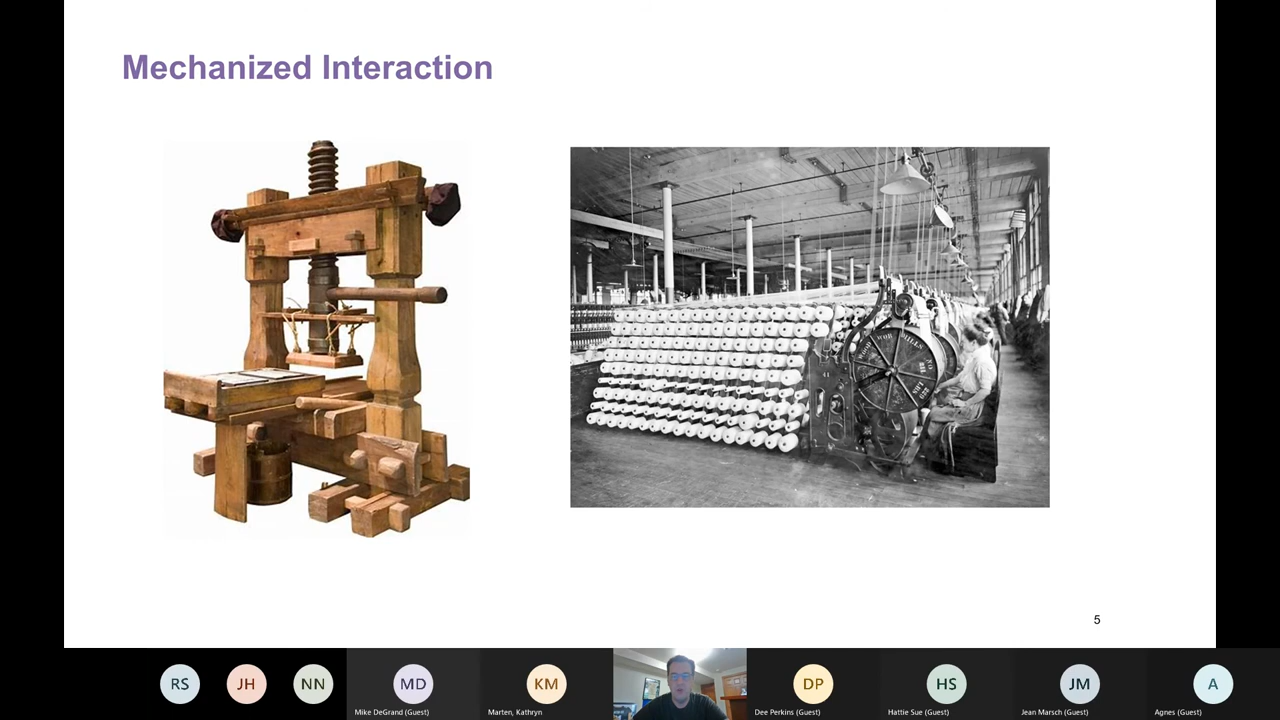 Mechanized Interaction
5
RS
JH
NN
MD
KM
DP
HS
JM
A
Mike DeGrand (Guest)
Marten, Kathryn
Dee Perkins (Guest)
Hattie Sue (Guest)
Jean Marsch (Guest)
Agnes (Guest)